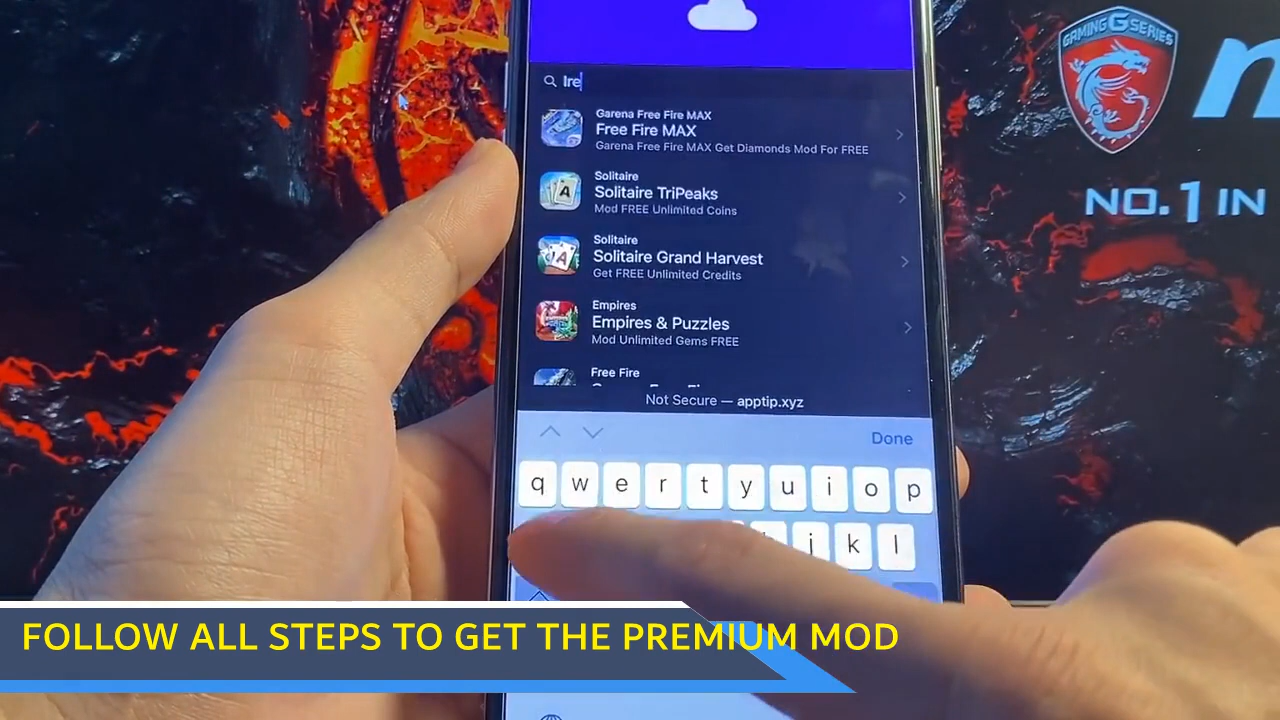 GAMING G SERIES
NO.1 IN
Ire
Garena Free Fire MAX
Free Fire MAX
Garena Free Fire MAX Get Diamonds Mod For FREE
Solitaire
Solitaire TriPeaks
Mod FREE Unlimited Coins
Solitaire
Solitaire Grand Harvest
Get FREE Unlimited Credits
Empires
Empires & Puzzles
Mod Unlimited Gems FREE
Free Fire
Not Secure — apptip.xyz
Done
q w e r t y u i o p
j k l
FOLLOW ALL STEPS TO GET THE PREMIUM MOD